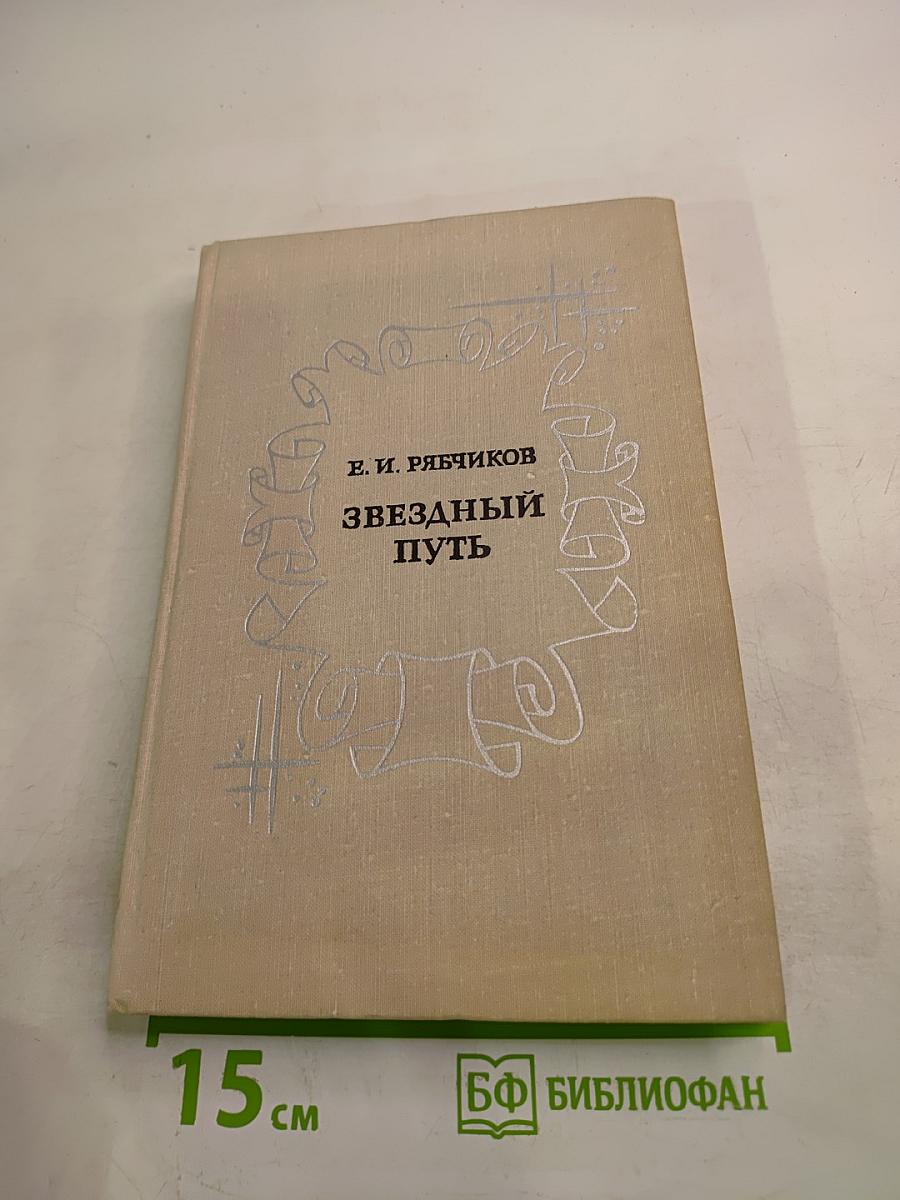 Е. И. РЯБЧИКОВ
ЗВЕЗДНЫЙ
ПУТЬ
15 см
БФ БИБЛИОФАН